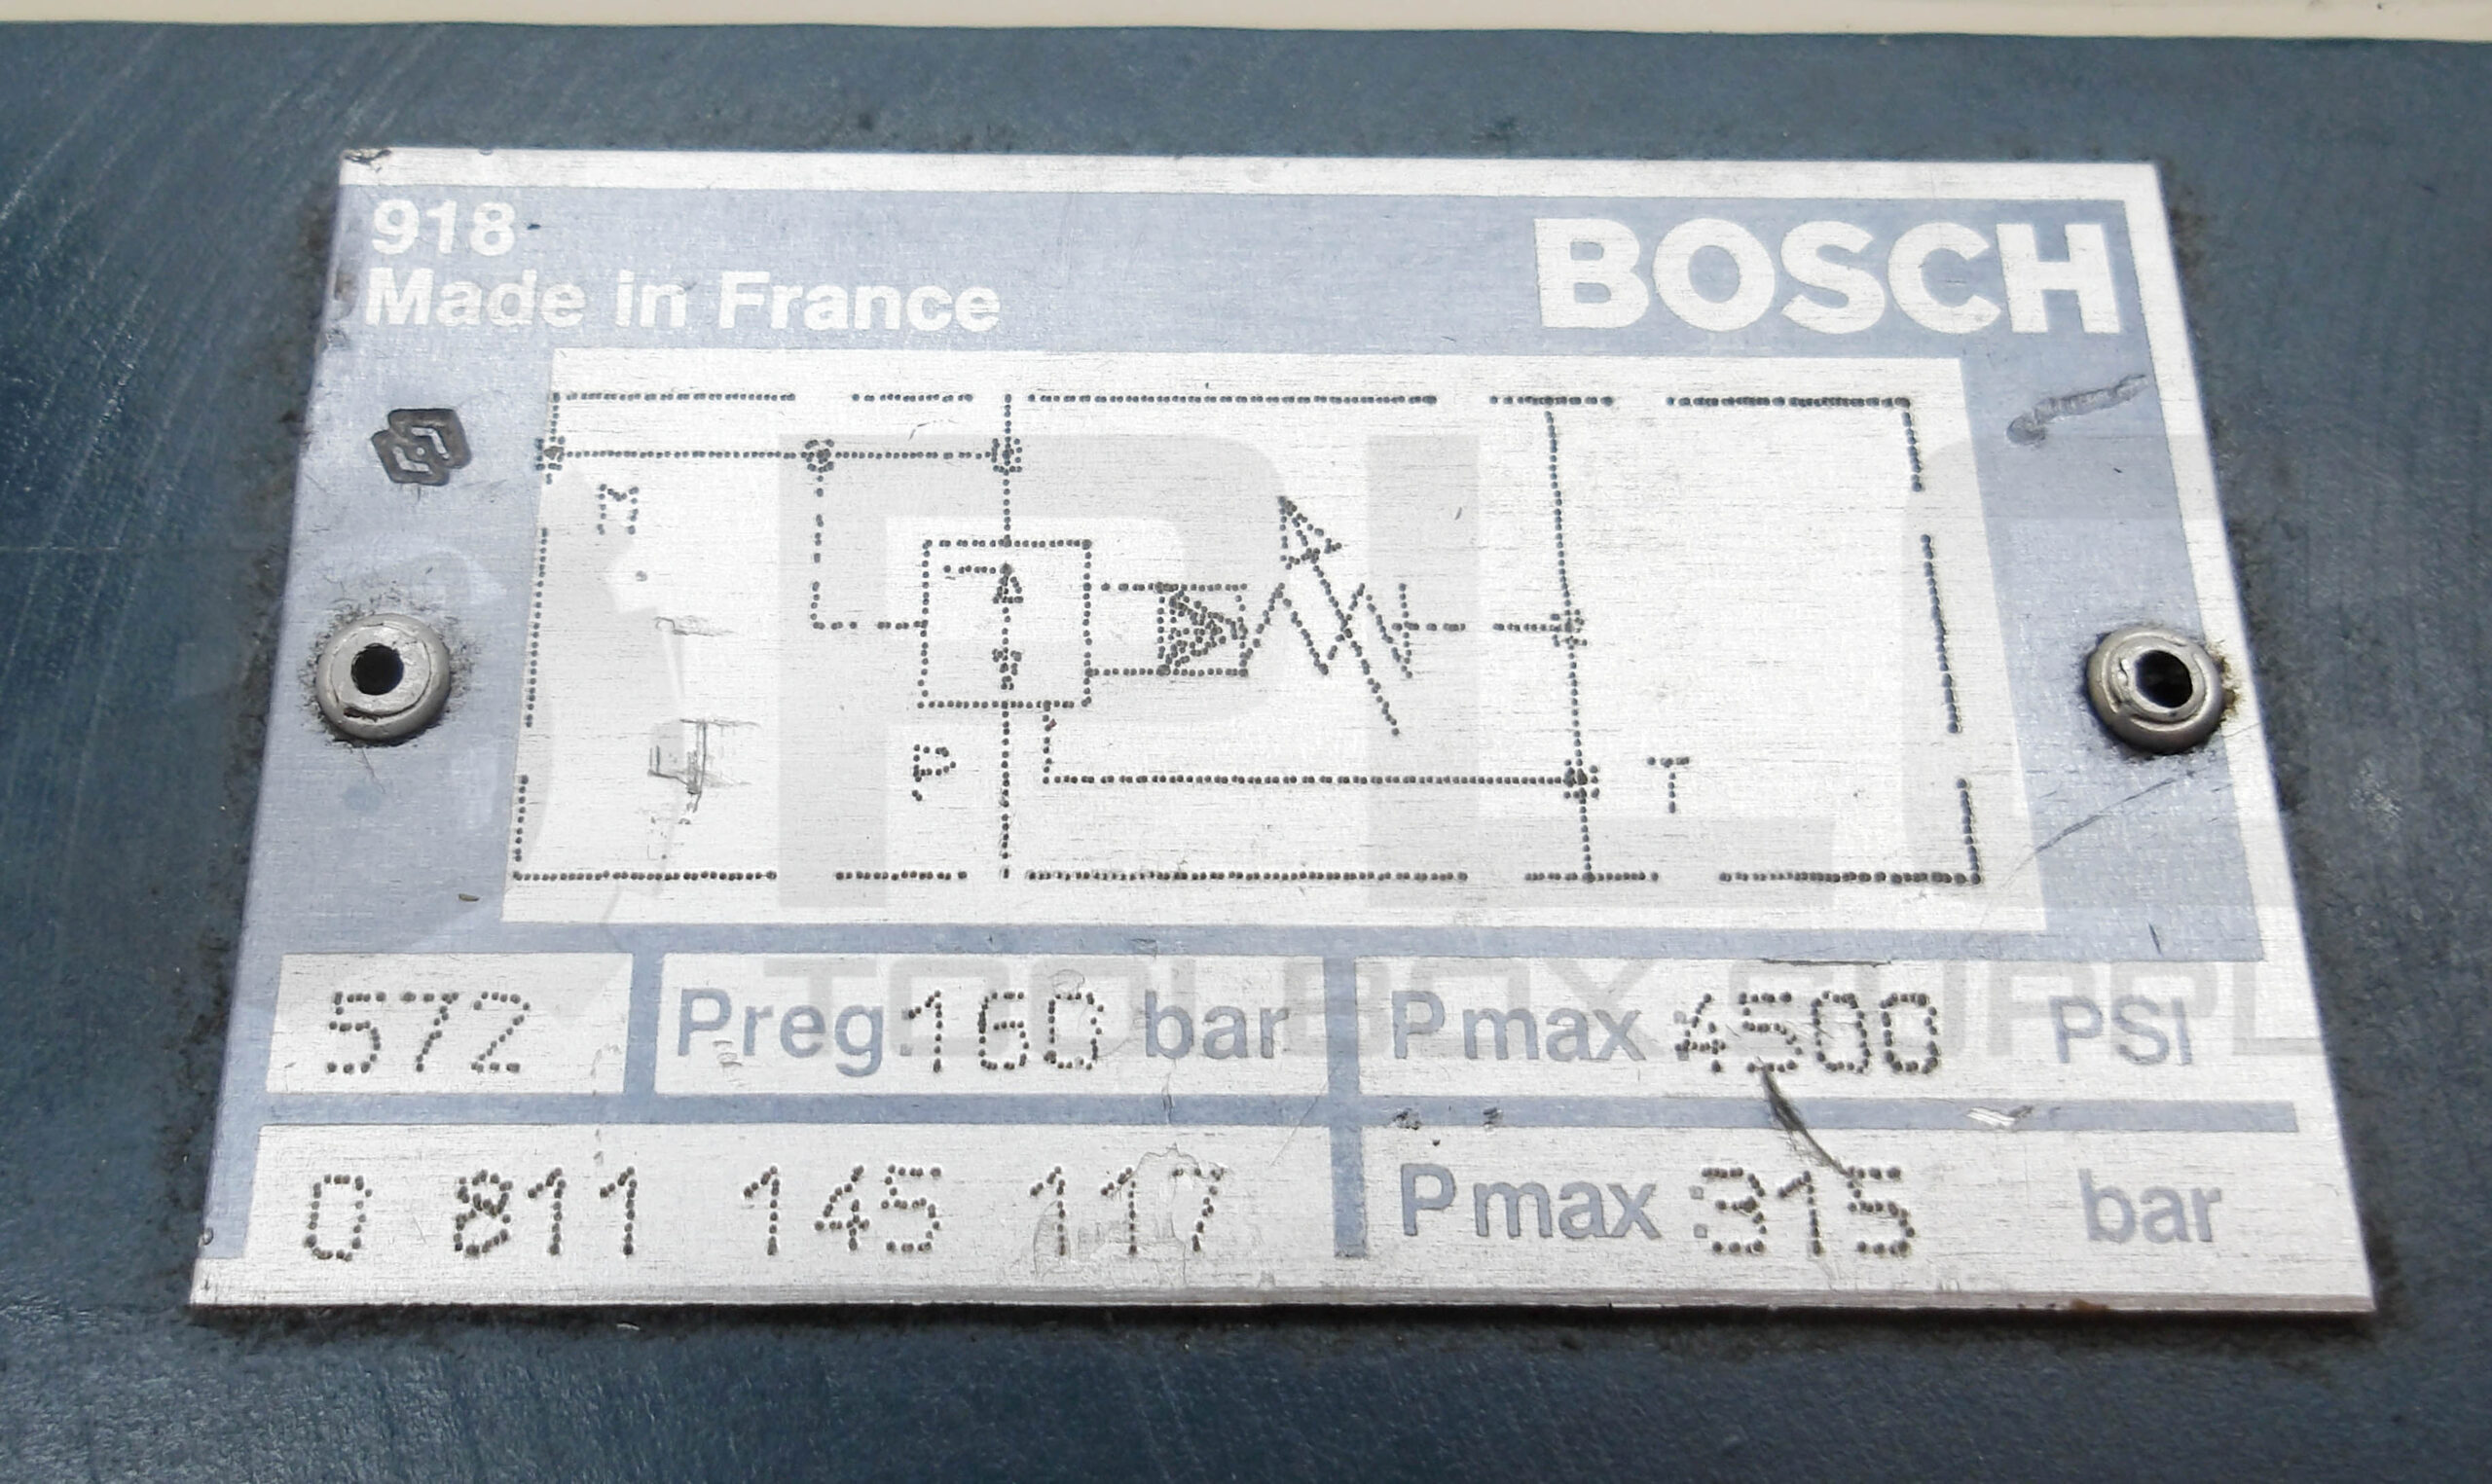 918
Made in France
BOSCH
M
P
T
572
Preg.160 bar
Pmax 4500 PSI
0 811 145 117
Pmax :315 bar